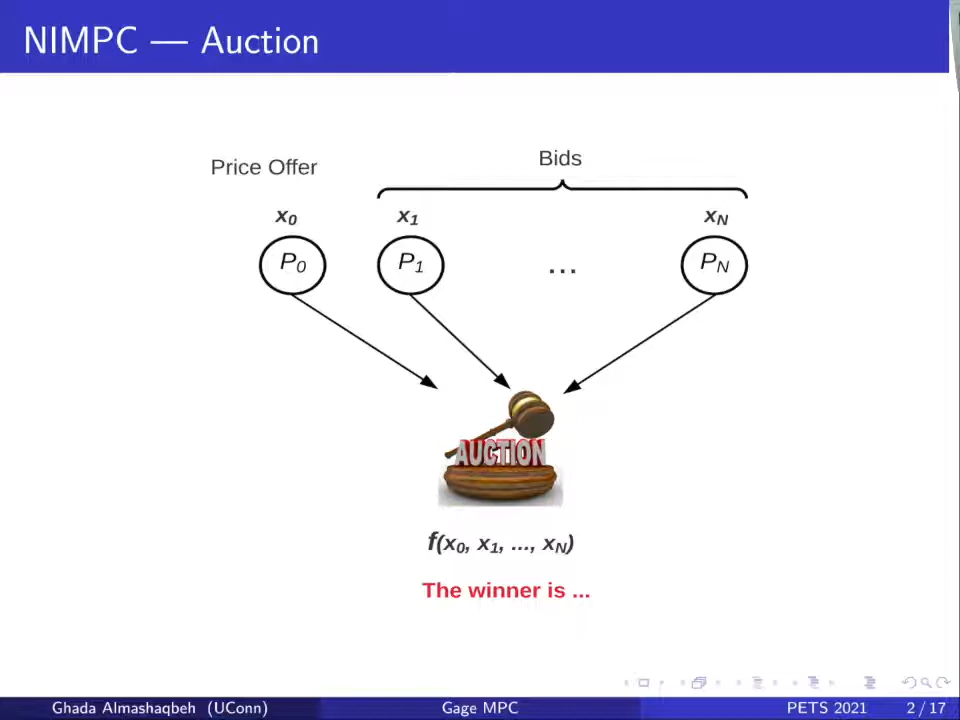 NIMPC — Auction
Price Offer
Bids
x0
x1
xN
P0
P1
...
PN
AUCTION
f(x0, x1, ..., xN)
The winner is ...
Ghada Almashaqbeh (UConn)
Gage MPC
PETS 2021
2 / 17